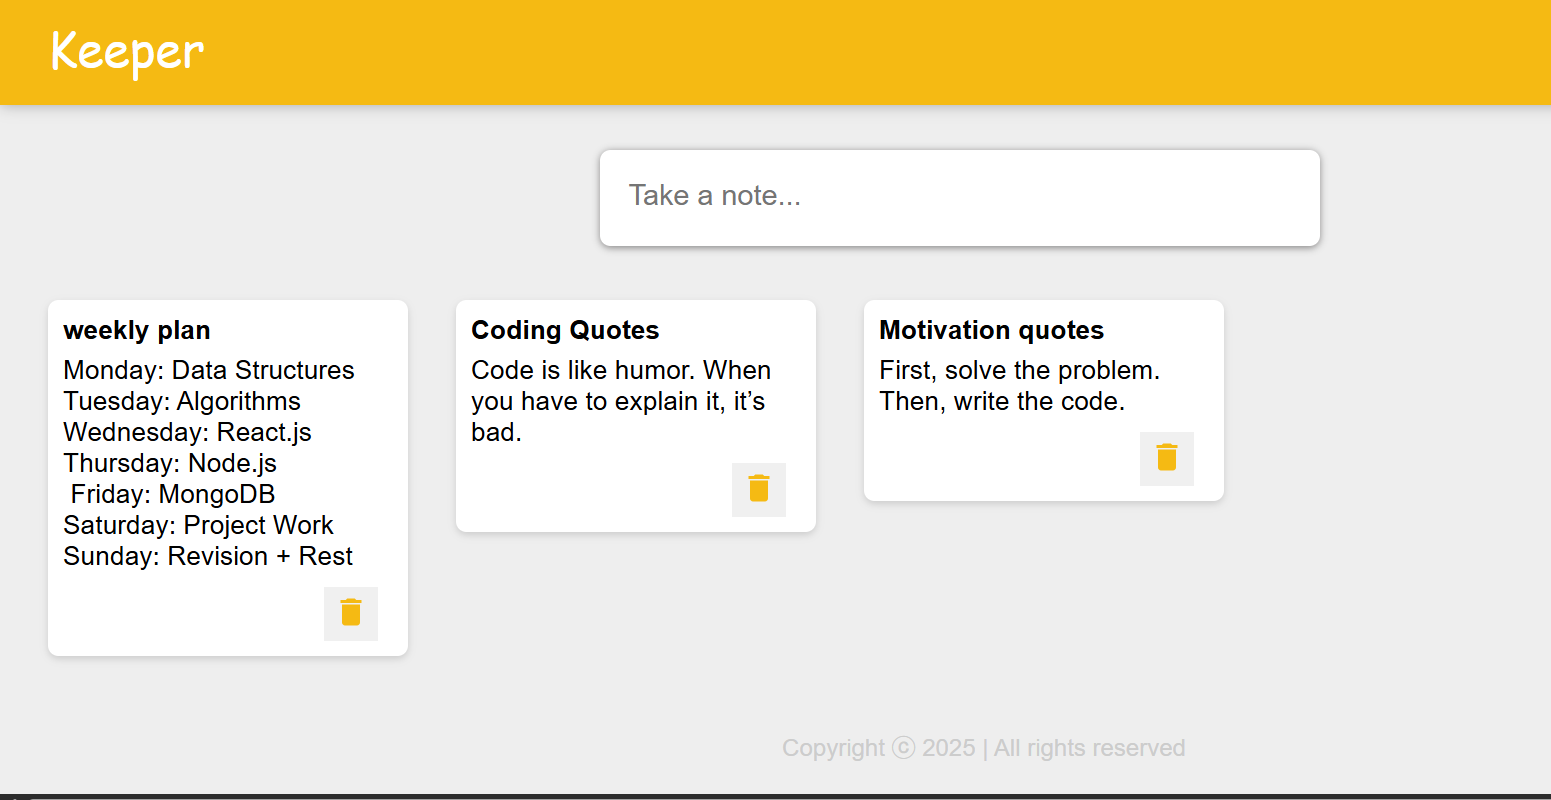 Keeper
Take a note...
weekly plan
Monday: Data Structures
Tuesday: Algorithms
Wednesday: React.js
Thursday: Node.js
Friday: MongoDB
Saturday: Project Work
Sunday: Revision + Rest
Coding Quotes
Code is like humor. When
you have to explain it, it’s
bad.
Motivation quotes
First, solve the problem.
Then, write the code.
Copyright ⓒ 2025 | All rights reserved